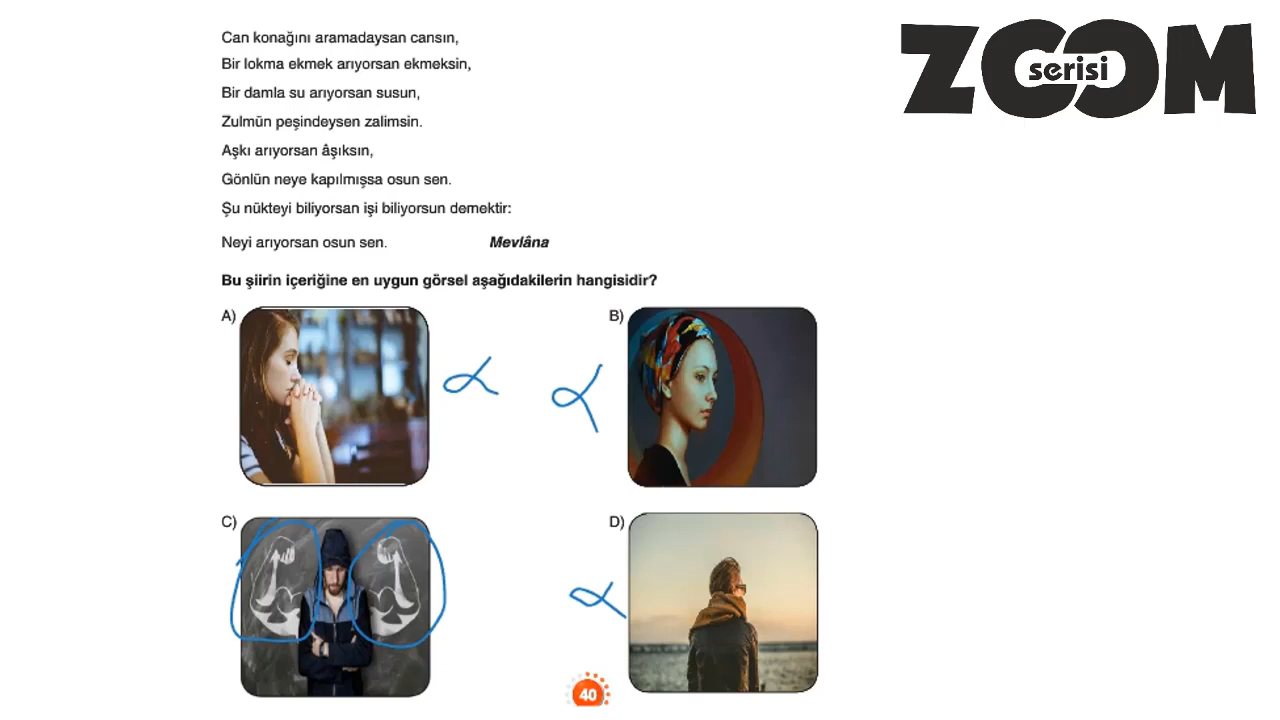 Can konağını aramadaysan cansın,
Bir lokma ekmek arıyorsan ekmeksin,
Bir damla su arıyorsan susun,
Zulmün peşindeysen zalimsin.
Aşkı arıyorsan âşıksın,
Gönlün neye kapılmışsa osun sen.
Şu nükteyi biliyorsan işi biliyorsun demektir:
Neyi arıyorsan osun sen. Mevlâna
Bu şiirin içeriğine en uygun görsel aşağıdakilerin hangisidir?
A)
B)
C)
D)
40
ZOOM
serisi